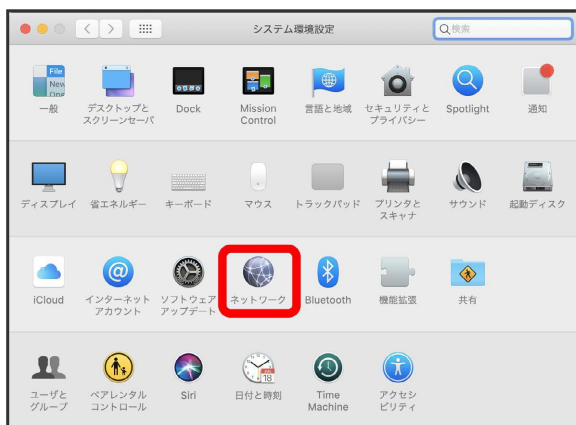 システム環境設定
検索
File
New
One
一般
デスクトップと
スクリーンセーバ
Dock
Mission
Control
言語と地域
セキュリティと
プライバシー
Spotlight
通知
ディスプレイ
省エネルギー
キーボード
マウス
トラックパッド
プリンタと
スキャナ
サウンド
起動ディスク
iCloud
インターネット
アカウント
ソフトウェア
アップデート
ネットワーク
Bluetooth
機能拡張
共有
ユーザと
グループ
ペアレンタル
コントロール
Siri
18
日付と時刻
Time
Machine
アクセシ
ビリティ